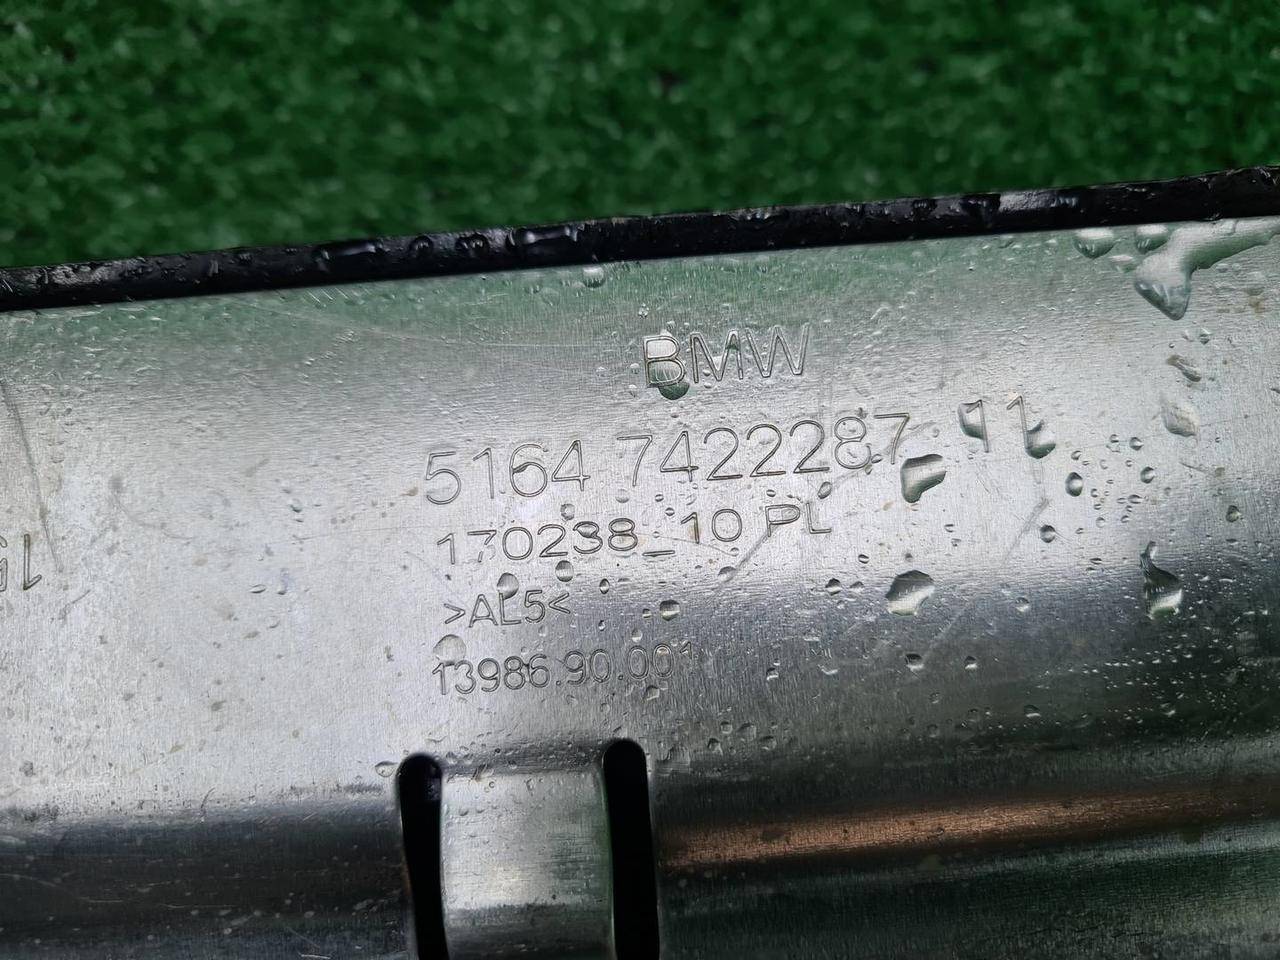 BMW
5164 7422287 11
170238_10 PL
>AL5<
13986.90.001